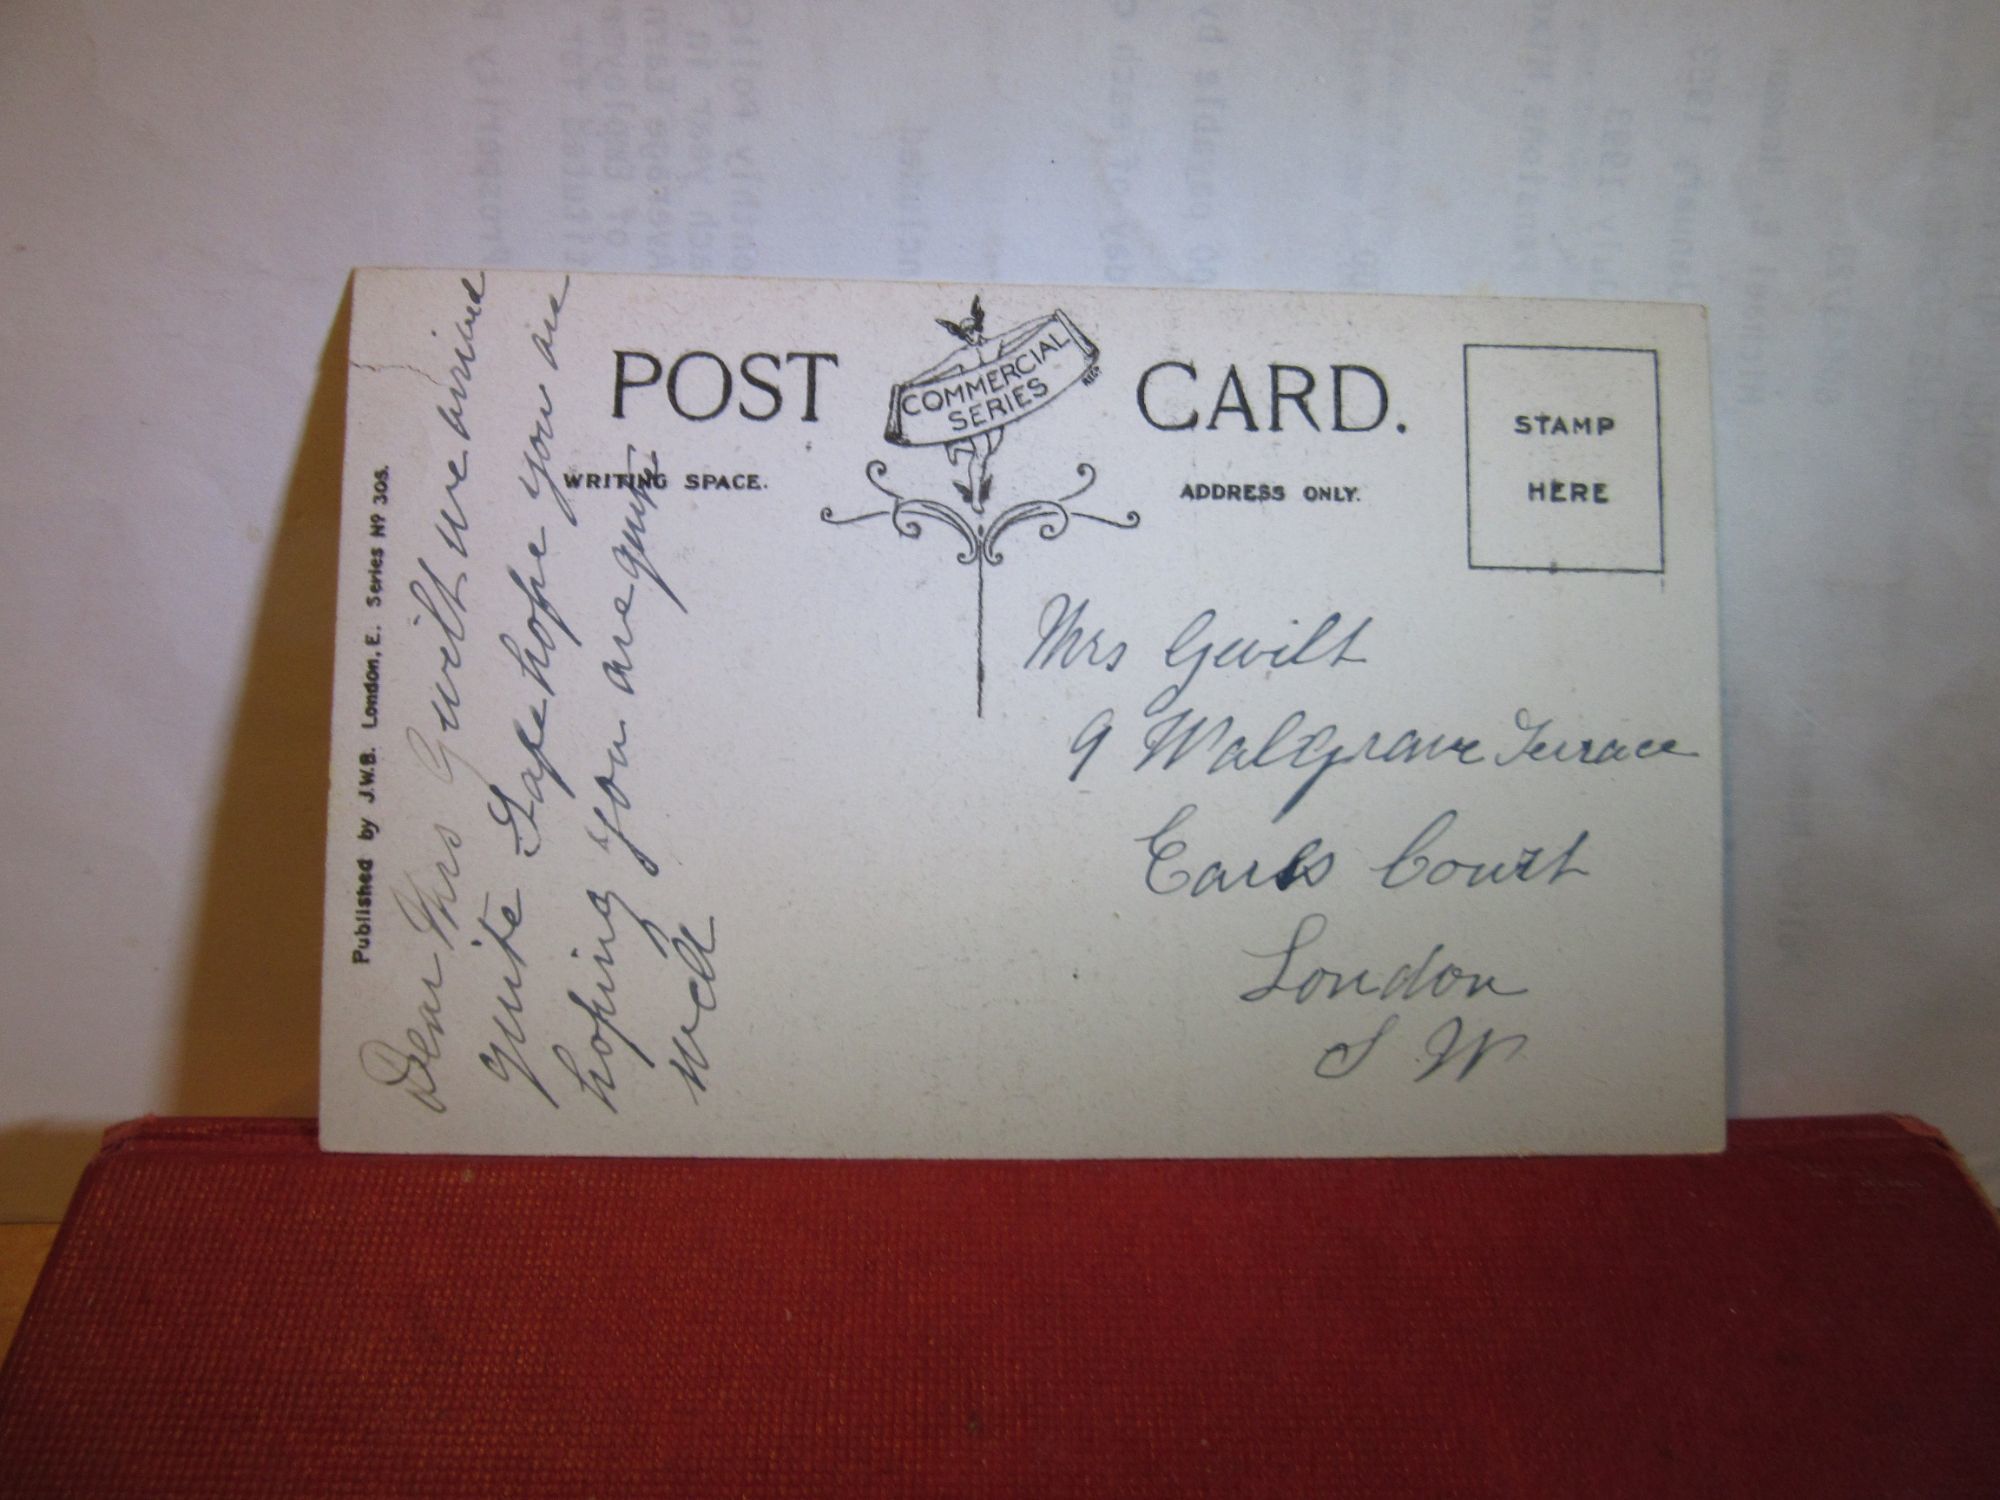 POST CARD.
COMMERCIAL
SERIES
REGD
WRITING SPACE.
ADDRESS ONLY.
STAMP
HERE
Published by J.W.B. London, E. Series No 305.
Dear Mrs Gwilt we arrived
quite Safe hope you are
hoping you are quite
well
Mrs Gwilt
9 Walgrave Terrace
Earls Court
London
S W